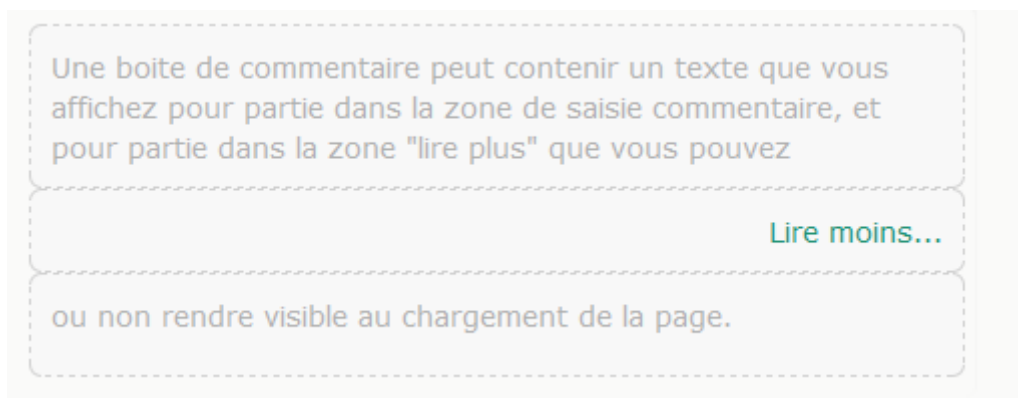 Une boite de commentaire peut contenir un texte que vous
affichez pour partie dans la zone de saisie commentaire, et
pour partie dans la zone "lire plus" que vous pouvez
Lire moins...
ou non rendre visible au chargement de la page.